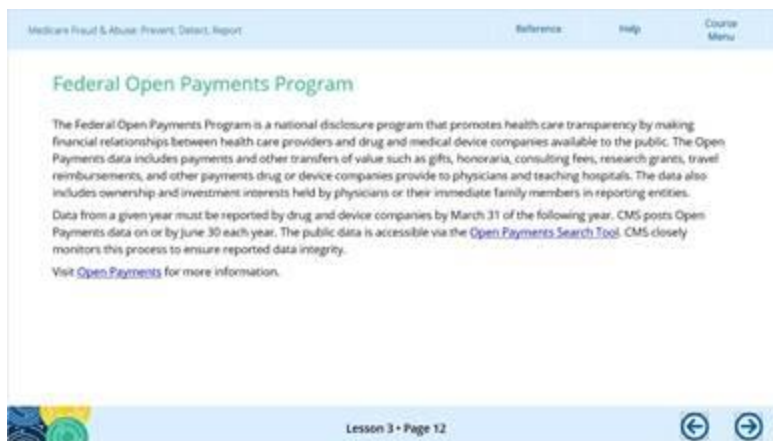 Medicare Fraud & Abuse: Prevent, Detect, Report
Reference
Help
Course
Menu
Federal Open Payments Program
The Federal Open Payments Program is a national disclosure program that promotes health care transparency by making
financial relationships between health care providers and drug and medical device companies available to the public. The Open
Payments data includes payments and other transfers of value such as gifts, honoraria, consulting fees, research grants, travel
reimbursements, and other payments drug or device companies provide to physicians and teaching hospitals. The data also
includes ownership and investment interests held by physicians or their immediate family members in reporting entities.
Data from a given year must be reported by drug and device companies by March 31 of the following year. CMS posts Open
Payments data on or by June 30 each year. The public data is accessible via the Open Payments Search Tool. CMS closely
monitors this process to ensure reported data integrity.
Visit Open Payments for more information.
Lesson 3 • Page 12